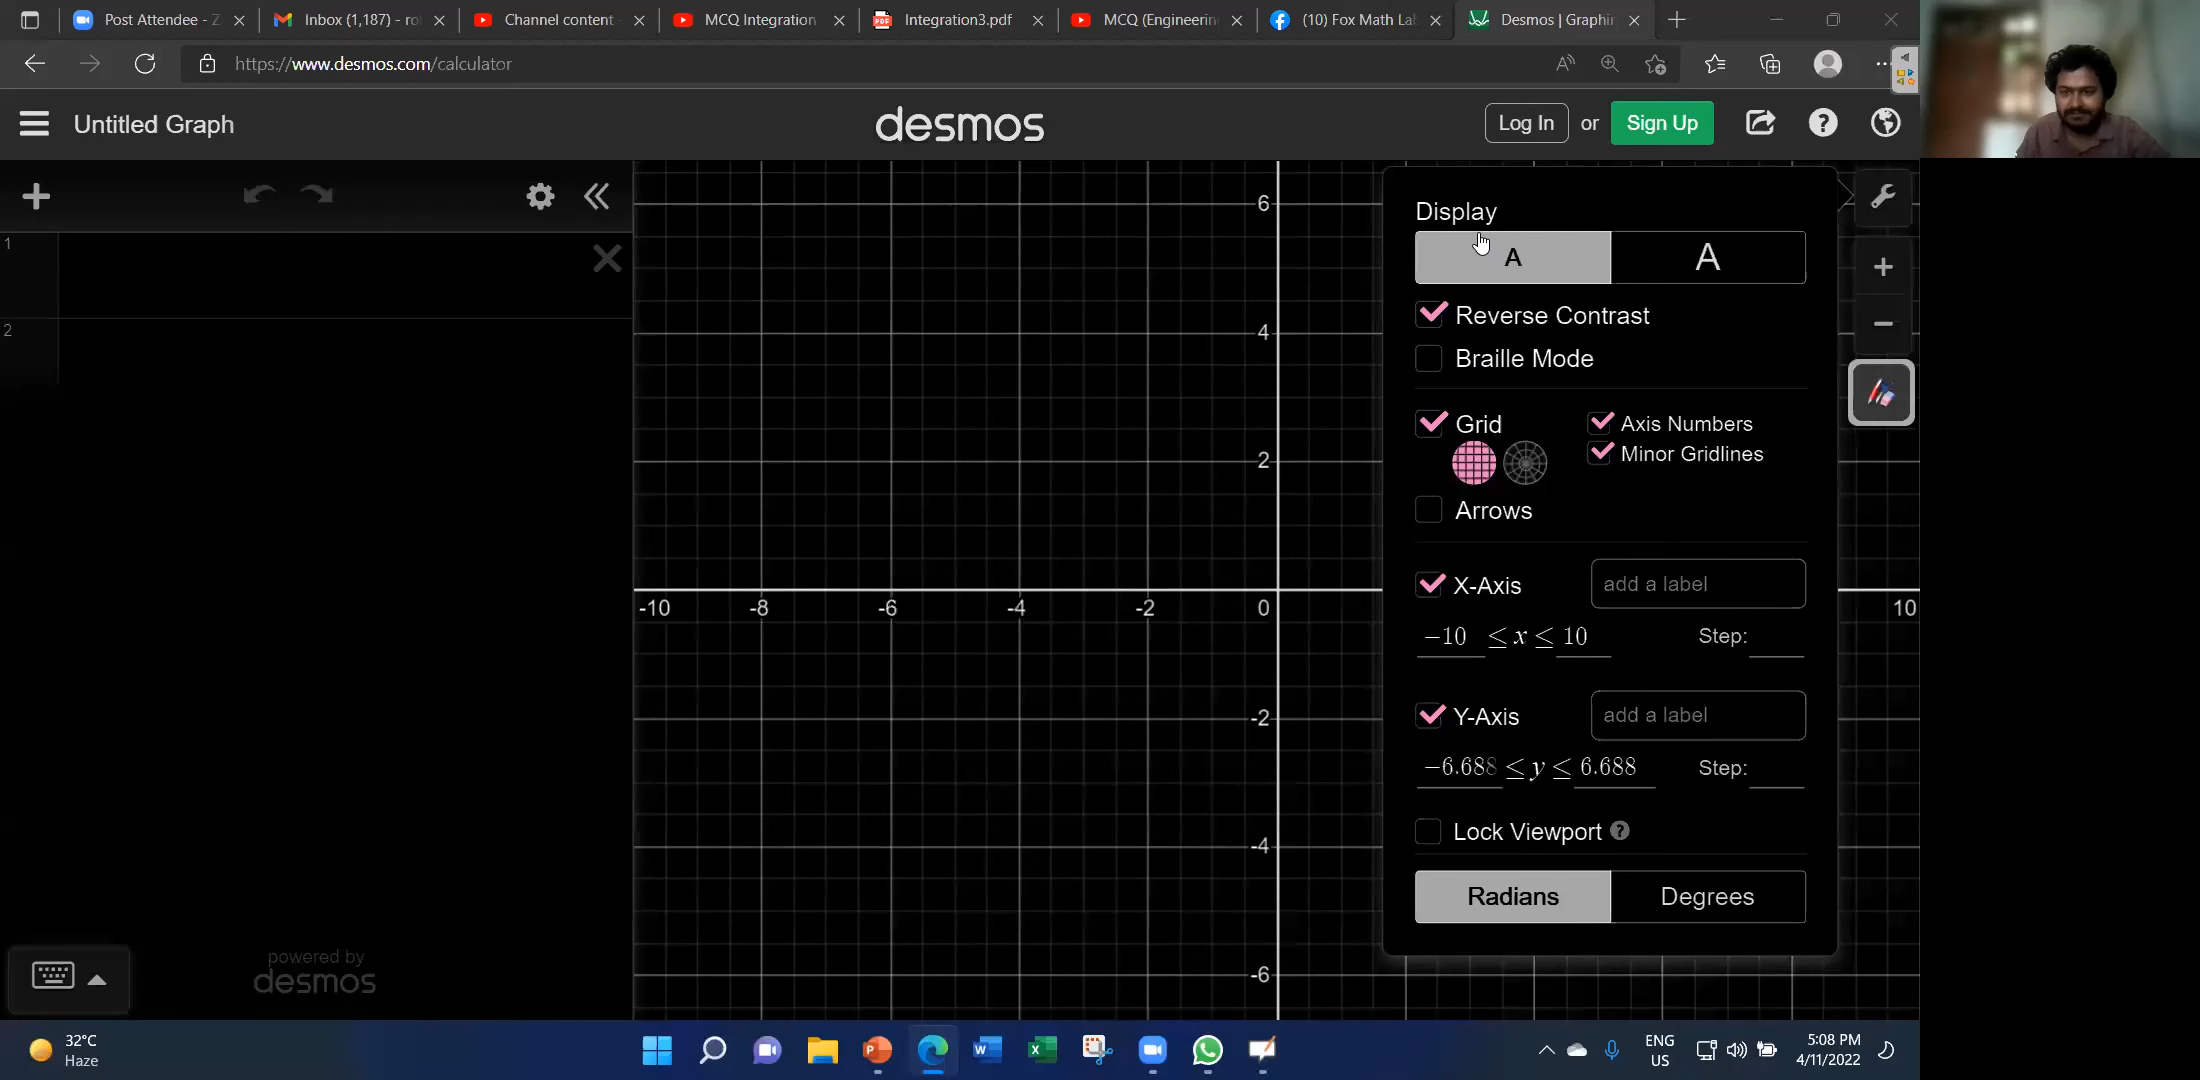 Post Attendee - Z
Inbox (1,187) - ro
Channel content
MCQ Integration
PDF
Integration3.pdf
MCQ (Engineerin
(10) Fox Math Lab
Desmos | Graphin
https://www.desmos.com/calculator
Untitled Graph
desmos
Log In or Sign Up
1
2
powered by
desmos
6
4
2
-10 -8 -6 -4 -2 0 10
-2
-4
-6
Display
A A
Reverse Contrast
Braille Mode
Grid
Axis Numbers
Minor Gridlines
Arrows
X-Axis add a label
−10 ≤ x ≤ 10 Step:
Y-Axis add a label
−6.688 ≤ y ≤ 6.688 Step:
Lock Viewport
Radians Degrees
32°C
Haze
ENG
US
5:08 PM
4/11/2022